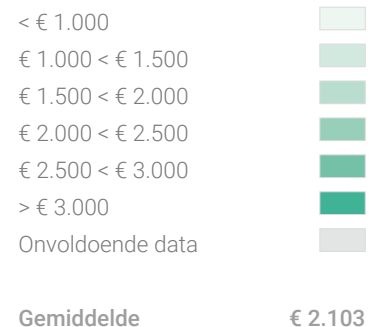 < € 1.000
€ 1.000 < € 1.500
€ 1.500 < € 2.000
€ 2.000 < € 2.500
€ 2.500 < € 3.000
> € 3.000
Onvoldoende data
Gemiddelde € 2.103